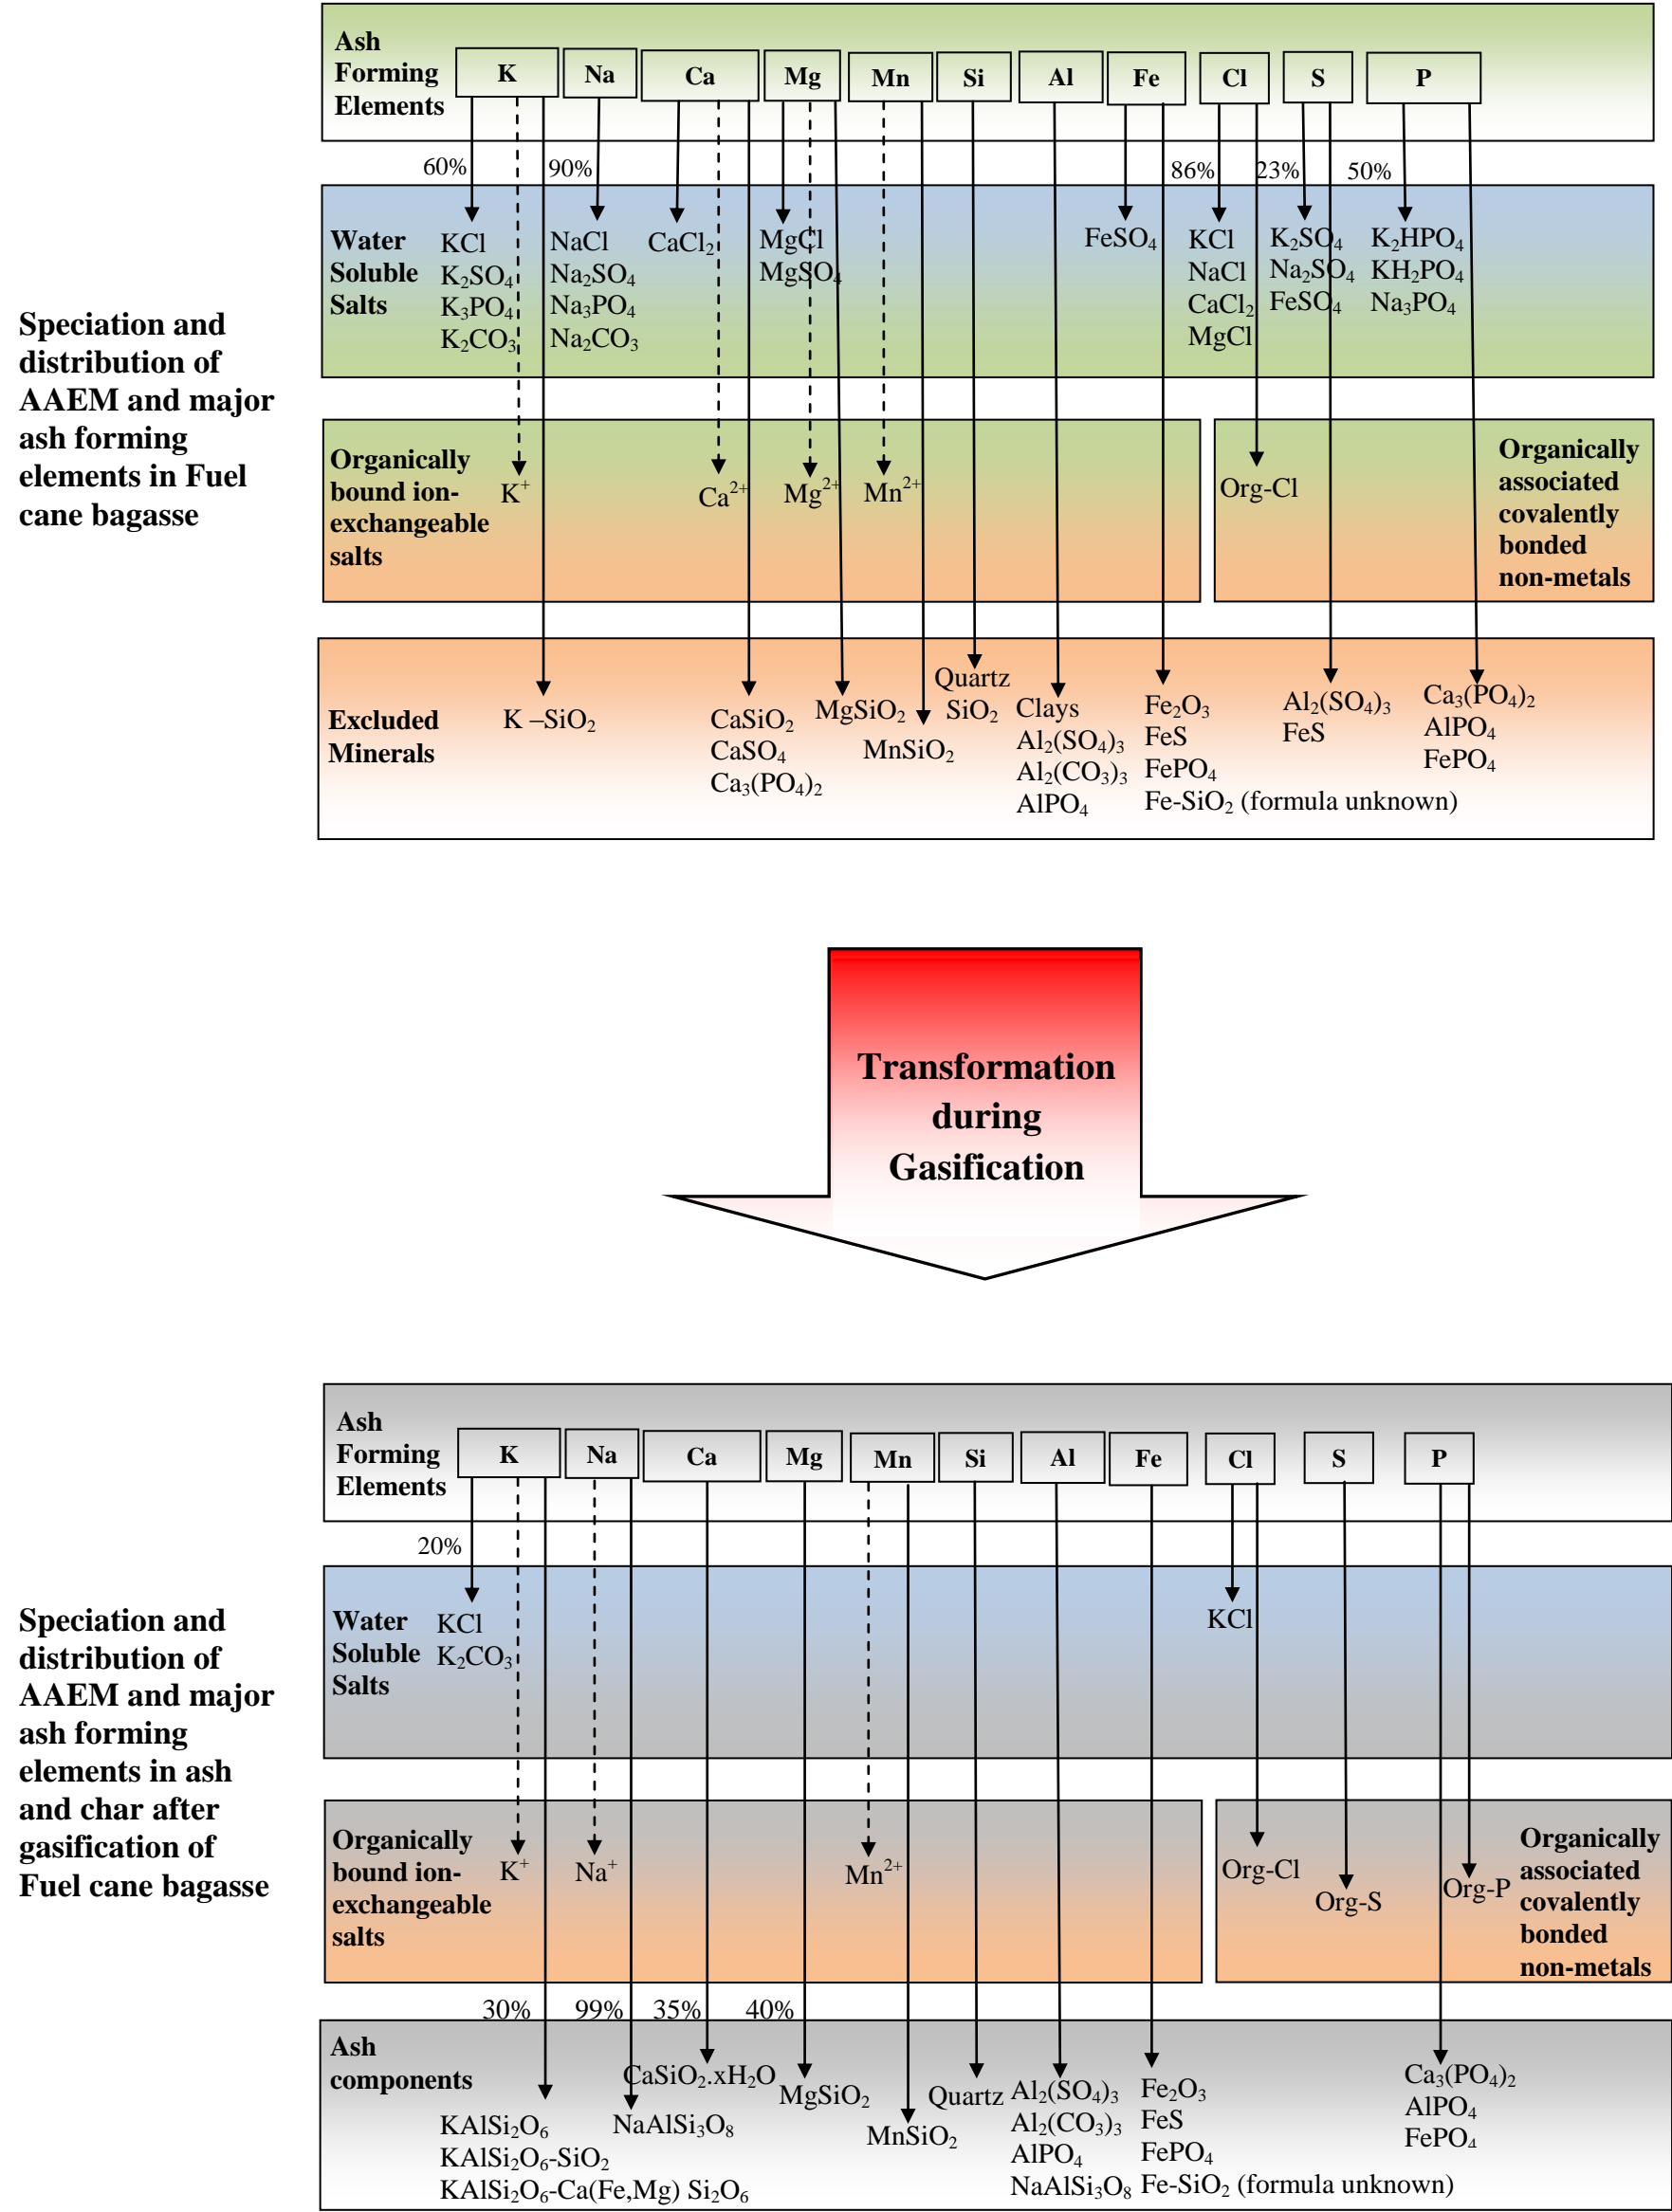 Ash
Forming
Elements
K
Na
Ca
Mg
Mn
Si
Al
Fe
Cl
S
P
60%
90%
86%
23%
50%
Speciation and
distribution of
AAEM and major
ash forming
elements in Fuel
cane bagasse
Water
Soluble
Salts
KCl
K₂SO₄
K₃PO₄
K₂CO₃
NaCl
Na₂SO₄
Na₃PO₄
Na₂CO₃
CaCl₂
MgCl
MgSO₄
FeSO₄
KCl
NaCl
CaCl₂
MgCl
K₂SO₄
Na₂SO₄
FeSO₄
K₂HPO₄
KH₂PO₄
Na₃PO₄
Organically
bound ion-
exchangeable
salts
K⁺
Ca²⁺
Mg²⁺
Mn²⁺
Org-Cl
Organically
associated
covalently
bonded
non-metals
Excluded
Minerals
K –SiO₂
CaSiO₂
CaSO₄
Ca₃(PO₄)₂
MgSiO₂
MnSiO₂
Quartz
SiO₂
Clays
Al₂(SO₄)₃
Al₂(CO₃)₃
AlPO₄
Fe₂O₃
FeS
FePO₄
Fe-SiO₂ (formula unknown)
Al₂(SO₄)₃
FeS
Ca₃(PO₄)₂
AlPO₄
FePO₄
Transformation
during
Gasification
Ash
Forming
Elements
K
Na
Ca
Mg
Mn
Si
Al
Fe
Cl
S
P
20%
Speciation and
distribution of
AAEM and major
ash forming
elements in ash
and char after
gasification of
Fuel cane bagasse
Water
Soluble
Salts
KCl
K₂CO₃
KCl
Organically
bound ion-
exchangeable
salts
K⁺
Na⁺
Mn²⁺
Org-Cl
Org-S
Org-P
Organically
associated
covalently
bonded
non-metals
30%
99%
35%
40%
Ash
components
KAlSi₂O₆
KAlSi₂O₆-SiO₂
KAlSi₂O₆-Ca(Fe,Mg) Si₂O₆
NaAlSi₃O₈
CaSiO₂.xH₂O
MgSiO₂
MnSiO₂
Quartz
Al₂(SO₄)₃
Al₂(CO₃)₃
AlPO₄
NaAlSi₃O₈
Fe₂O₃
FeS
FePO₄
Fe-SiO₂ (formula unknown)
Ca₃(PO₄)₂
AlPO₄
FePO₄